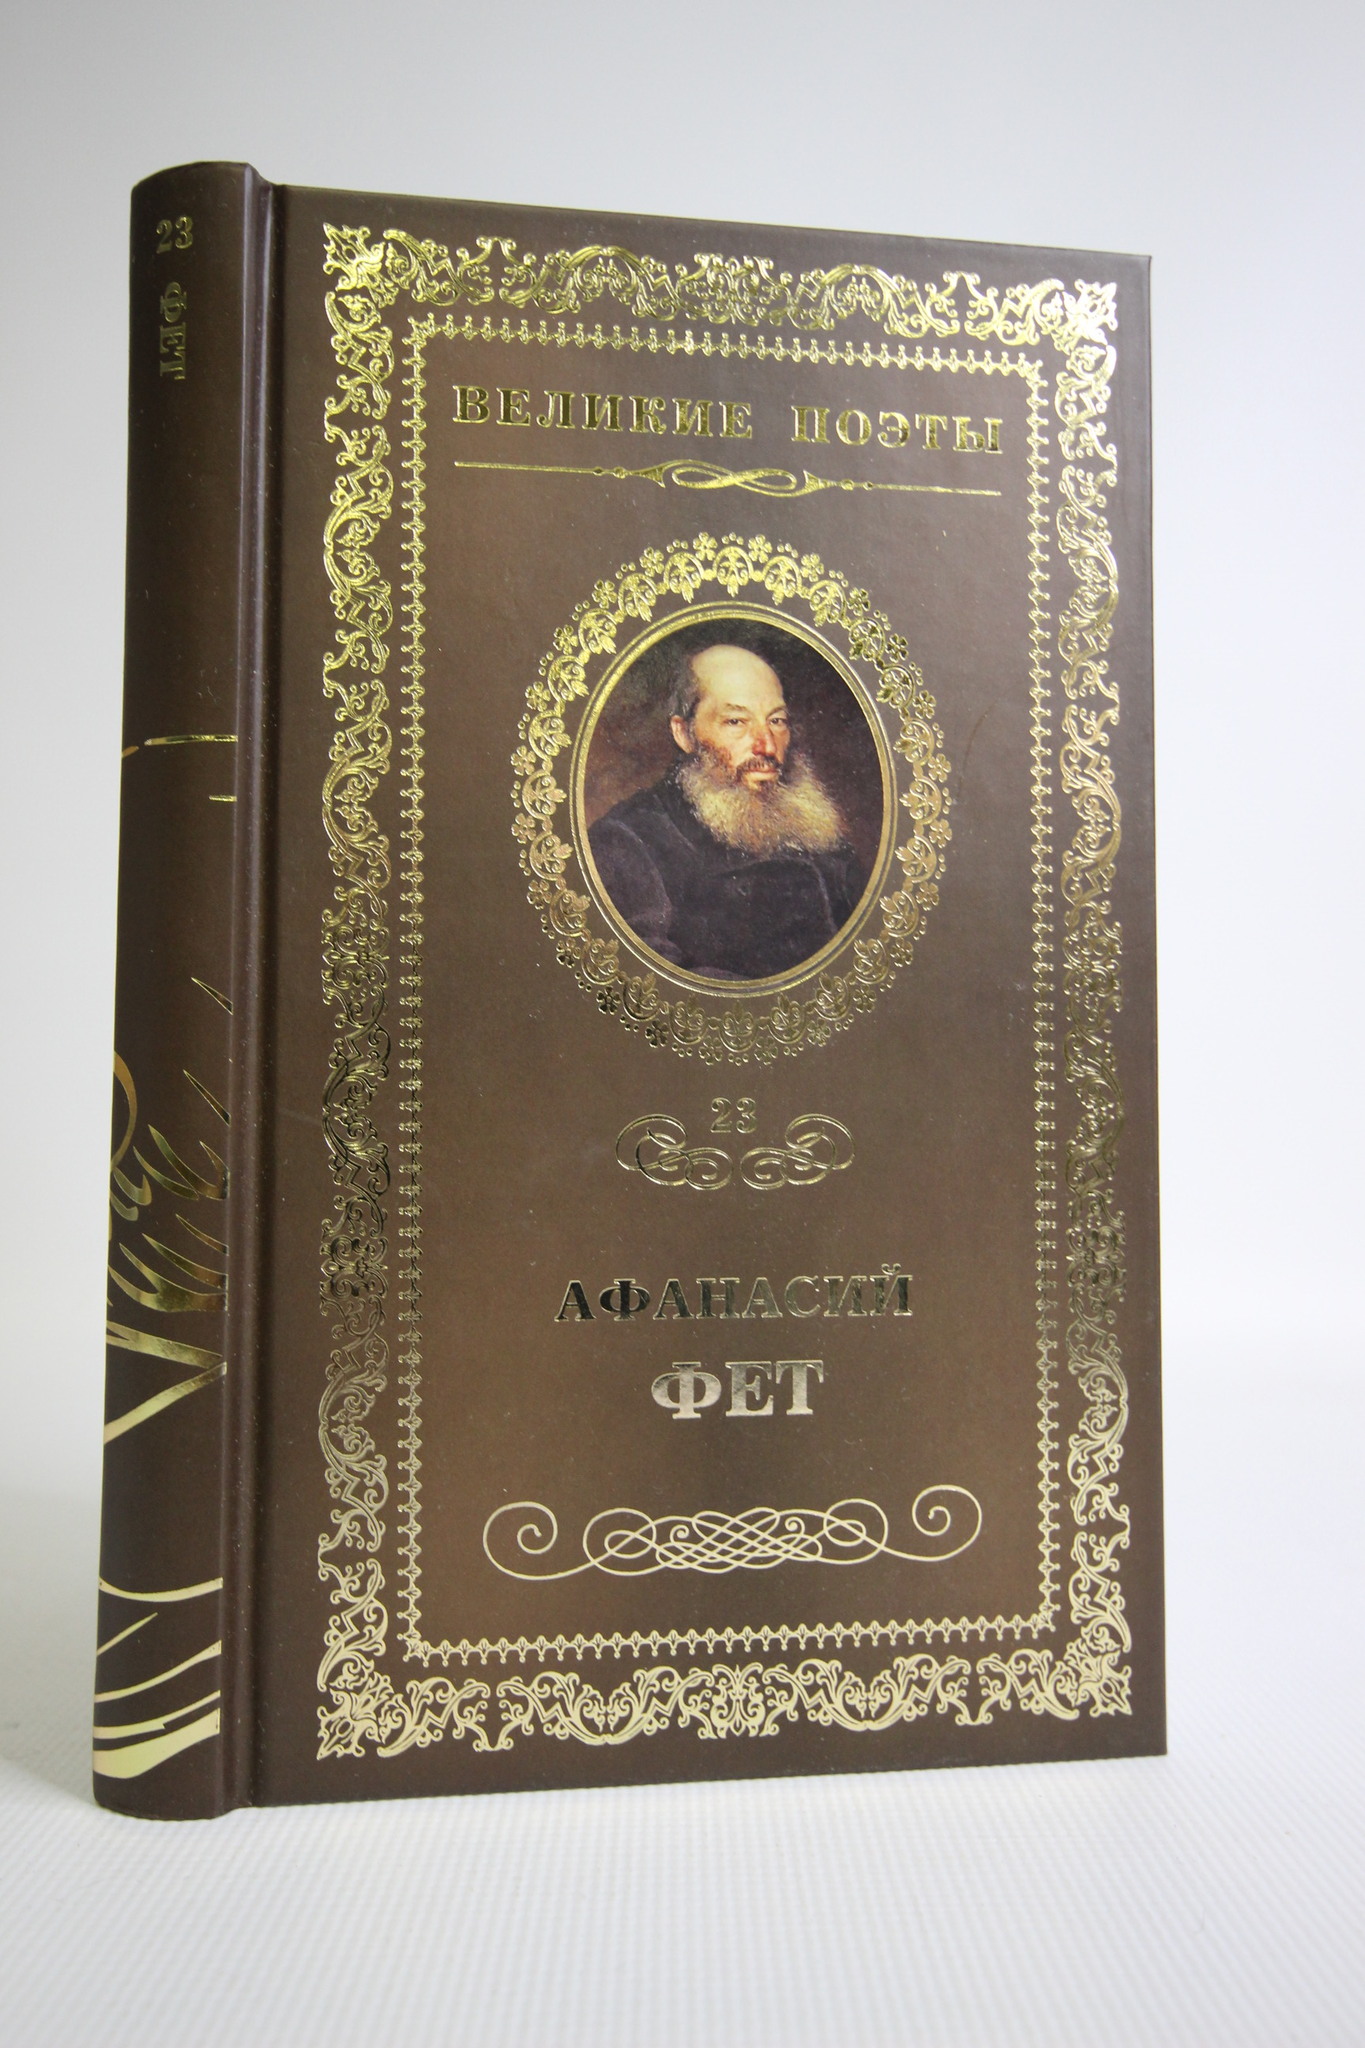 23 ФЕТ
ВЕЛИКИЕ ПОЭТЫ
23
АФАНАСИЙ
ФЕТ